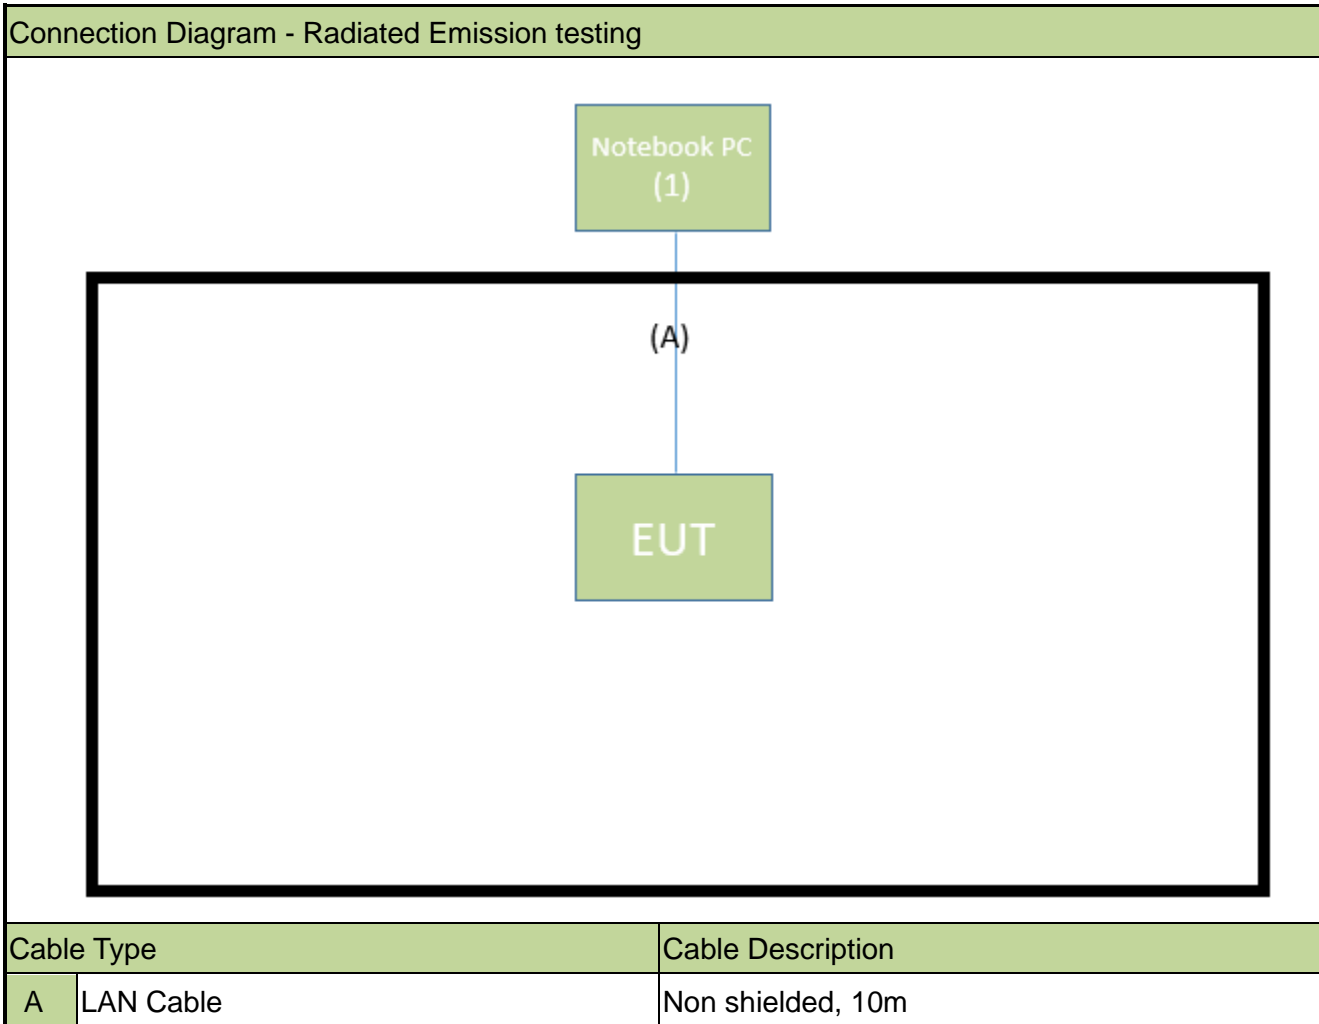 Connection Diagram - Radiated Emission testing
Notebook PC
(1)
(A)
EUT
Cable Type Cable Description
A LAN Cable Non shielded, 10m